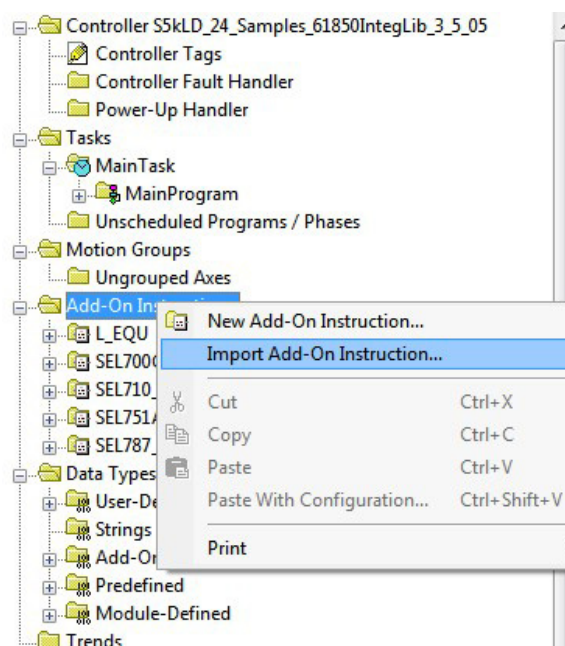 Controller S5kLD_24_Samples_61850IntegLib_3_5_05
Controller Tags
Controller Fault Handler
Power-Up Handler
Tasks
MainTask
MainProgram
Unscheduled Programs / Phases
Motion Groups
Ungrouped Axes
Add-On
L_EQU
SEL700
SEL710_
SEL751A
SEL787_
Data Types
User-De
Strings
Add-On
Predefined
Module-Defined
Trends
New Add-On Instruction...
Import Add-On Instruction...
Cut Ctrl+X
Copy Ctrl+C
Paste Ctrl+V
Paste With Configuration... Ctrl+Shift+V
Print